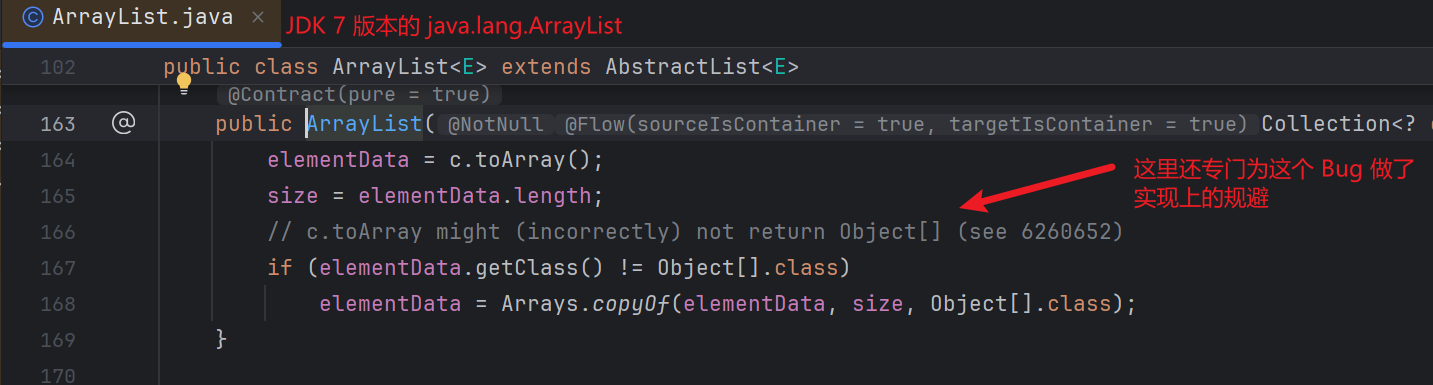 ArrayList.java ×
JDK 7 版本的 java.lang.ArrayList
102 public class ArrayList<E> extends AbstractList<E>
@Contract(pure = true)
163 @ public ArrayList( @NotNull @Flow(sourceIsContainer = true, targetIsContainer = true) Collection<?
164 elementData = c.toArray();
这里还专门为这个 Bug 做了
实现上的规避
165 size = elementData.length;
166 // c.toArray might (incorrectly) not return Object[] (see 6260652)
167 if (elementData.getClass() != Object[].class)
168 elementData = Arrays.copyOf(elementData, size, Object[].class);
169 }
170